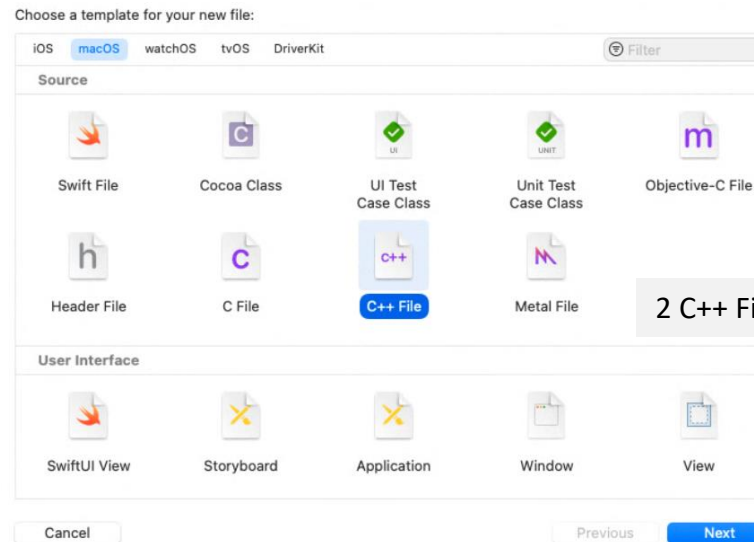 Choose a template for your new file:
iOS macOS watchOS tvOS DriverKit Filter
Source
Swift File Cocoa Class UI Test Case Class Unit Test Case Class Objective-C File
h C C++
Header File C File C++ File Metal File
2 C++ Fi
User Interface
SwiftUI View Storyboard Application Window View
Cancel Previous Next